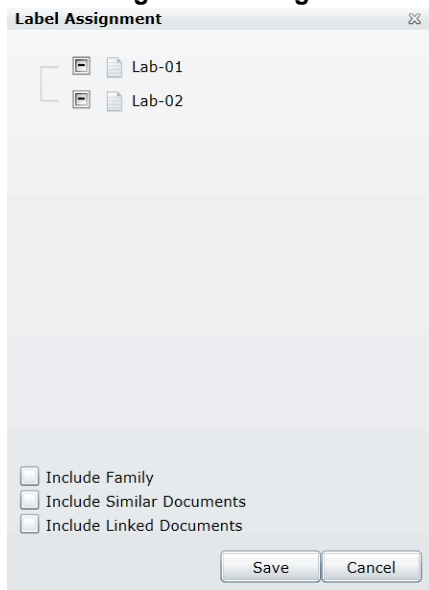 Label Assignment
Lab-01
Lab-02
Include Family
Include Similar Documents
Include Linked Documents
Save Cancel